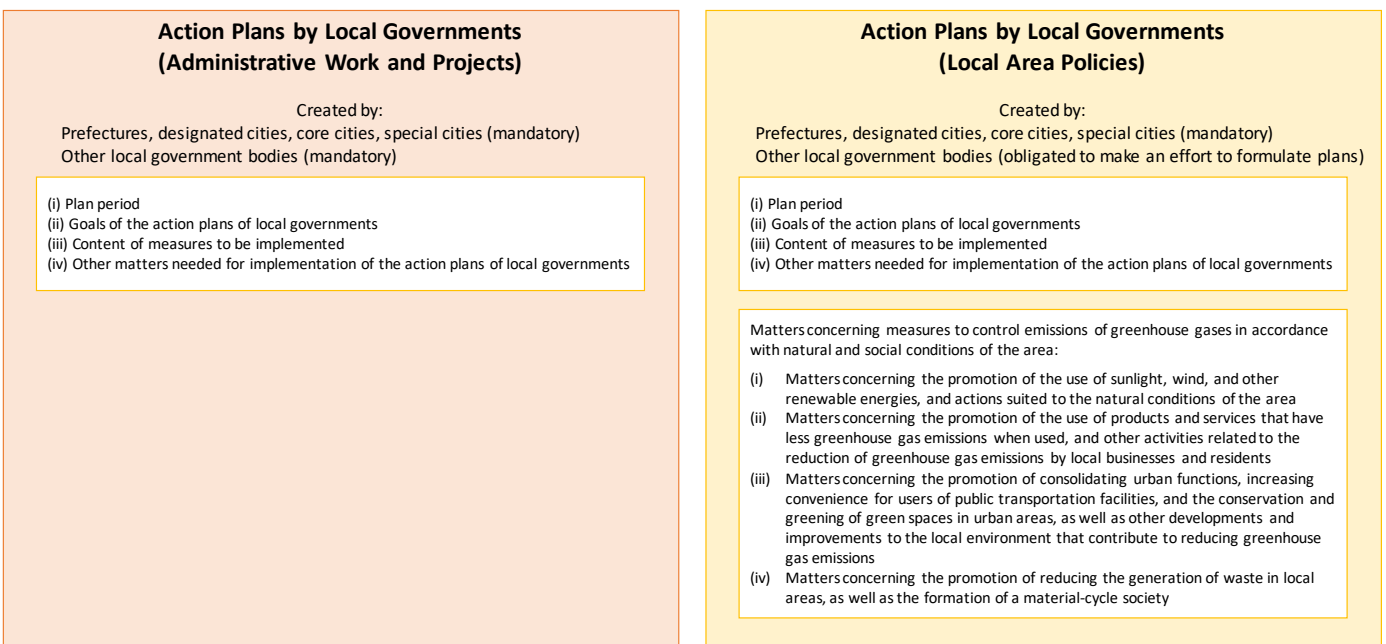 Action Plans by Local Governments
(Administrative Work and Projects)
Created by:
Prefectures, designated cities, core cities, special cities (mandatory)
Other local government bodies (mandatory)
(i) Plan period
(ii) Goals of the action plans of local governments
(iii) Content of measures to be implemented
(iv) Other matters needed for implementation of the action plans of local governments
Action Plans by Local Governments
(Local Area Policies)
Created by:
Prefectures, designated cities, core cities, special cities (mandatory)
Other local government bodies (obligated to make an effort to formulate plans)
(i) Plan period
(ii) Goals of the action plans of local governments
(iii) Content of measures to be implemented
(iv) Other matters needed for implementation of the action plans of local governments
Matters concerning measures to control emissions of greenhouse gases in accordance
with natural and social conditions of the area:
(i) Matters concerning the promotion of the use of sunlight, wind, and other
renewable energies, and actions suited to the natural conditions of the area
(ii) Matters concerning the promotion of the use of products and services that have
less greenhouse gas emissions when used, and other activities related to the
reduction of greenhouse gas emissions by local businesses and residents
(iii) Matters concerning the promotion of consolidating urban functions, increasing
convenience for users of public transportation facilities, and the conservation and
greening of green spaces in urban areas, as well as other developments and
improvements to the local environment that contribute to reducing greenhouse
gas emissions
(iv) Matters concerning the promotion of reducing the generation of waste in local
areas, as well as the formation of a material-cycle society